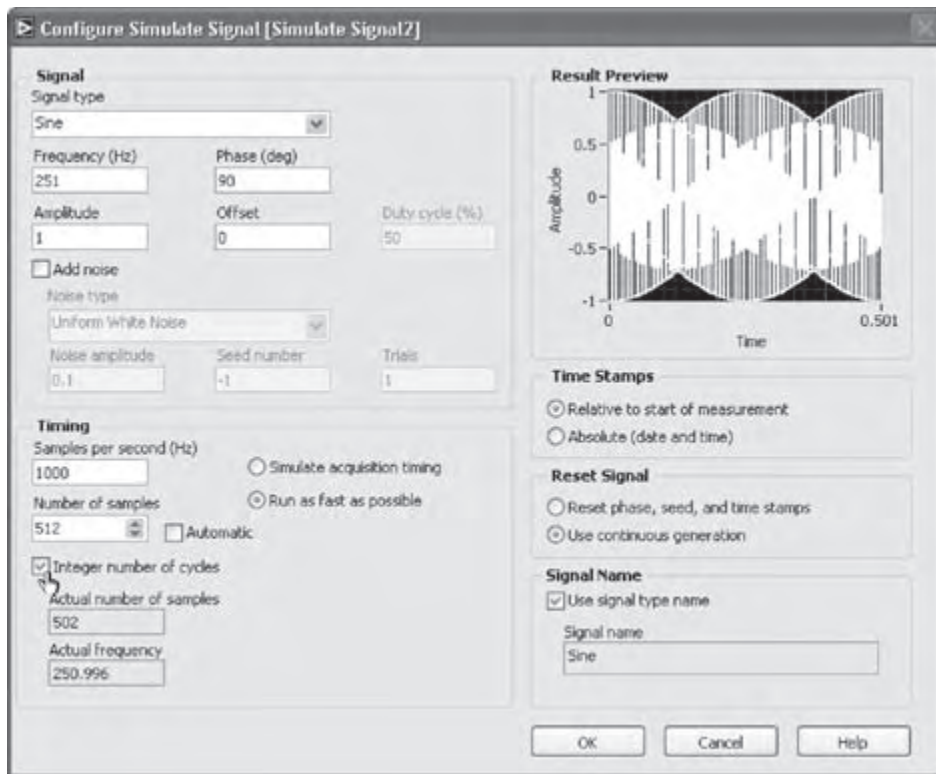 Configure Simulate Signal [Simulate Signal2]
Signal
Signal type
Sine
Frequency (Hz)
Phase (deg)
251
90
Amplitude
Offset
Duty cycle (%)
1
0
50
Add noise
Noise type
Uniform White Noise
Noise amplitude
Seed number
Trials
0.1
-1
1
Timing
Samples per second (Hz)
1000
Simulate acquisition timing
Run as fast as possible
Number of samples
512
Automatic
Integer number of cycles
Actual number of samples
502
Actual frequency
250.996
Result Preview
1
0.5
0
-0.5
-1
Amplitude
0
0.501
Time
Time Stamps
Relative to start of measurement
Absolute (date and time)
Reset Signal
Reset phase, seed, and time stamps
Use continuous generation
Signal Name
Use signal type name
Signal name
Sine
OK
Cancel
Help